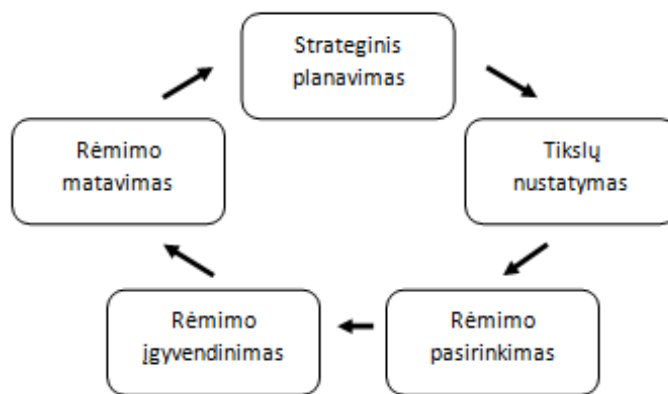 Strateginis
planavimas
Tikslų
nustatymas
Rėmimo
pasirinkimas
Rėmimo
įgyvendinimas
Rėmimo
matavimas